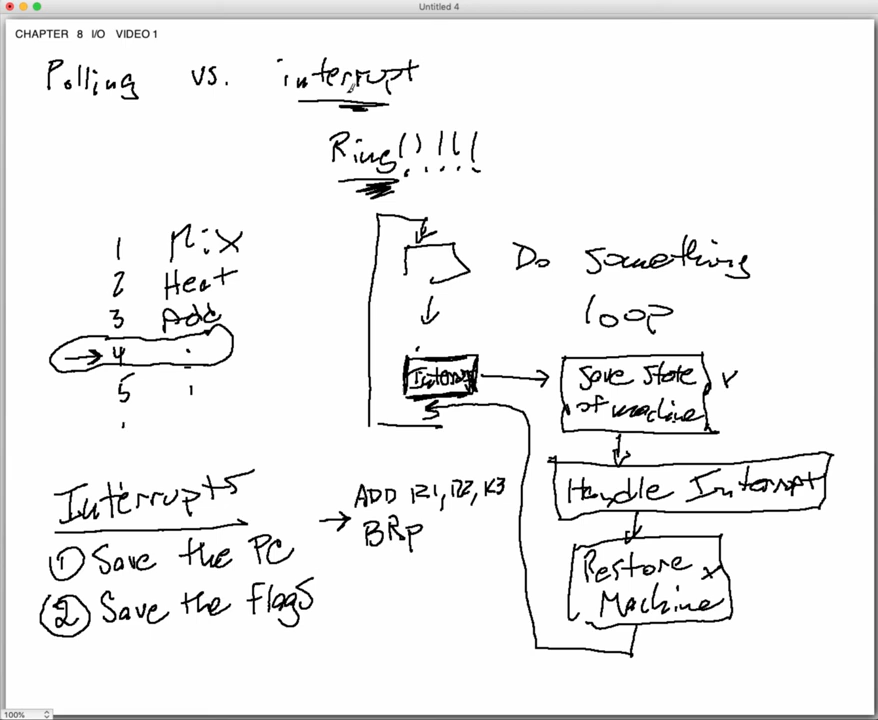 Untitled 4
CHAPTER 8 I/O VIDEO 1
Polling vs. interrupt
Ring!()!!!
1 Mix
2 Heat
3 Add
4 :
5
Do something
loop
Interrupt
Save state
of machine
Handle Interrupt
Restore
Machine
Interrupts
① Save the PC
② Save the Flags
→ ADD R1, R2, R3
BRp
100%